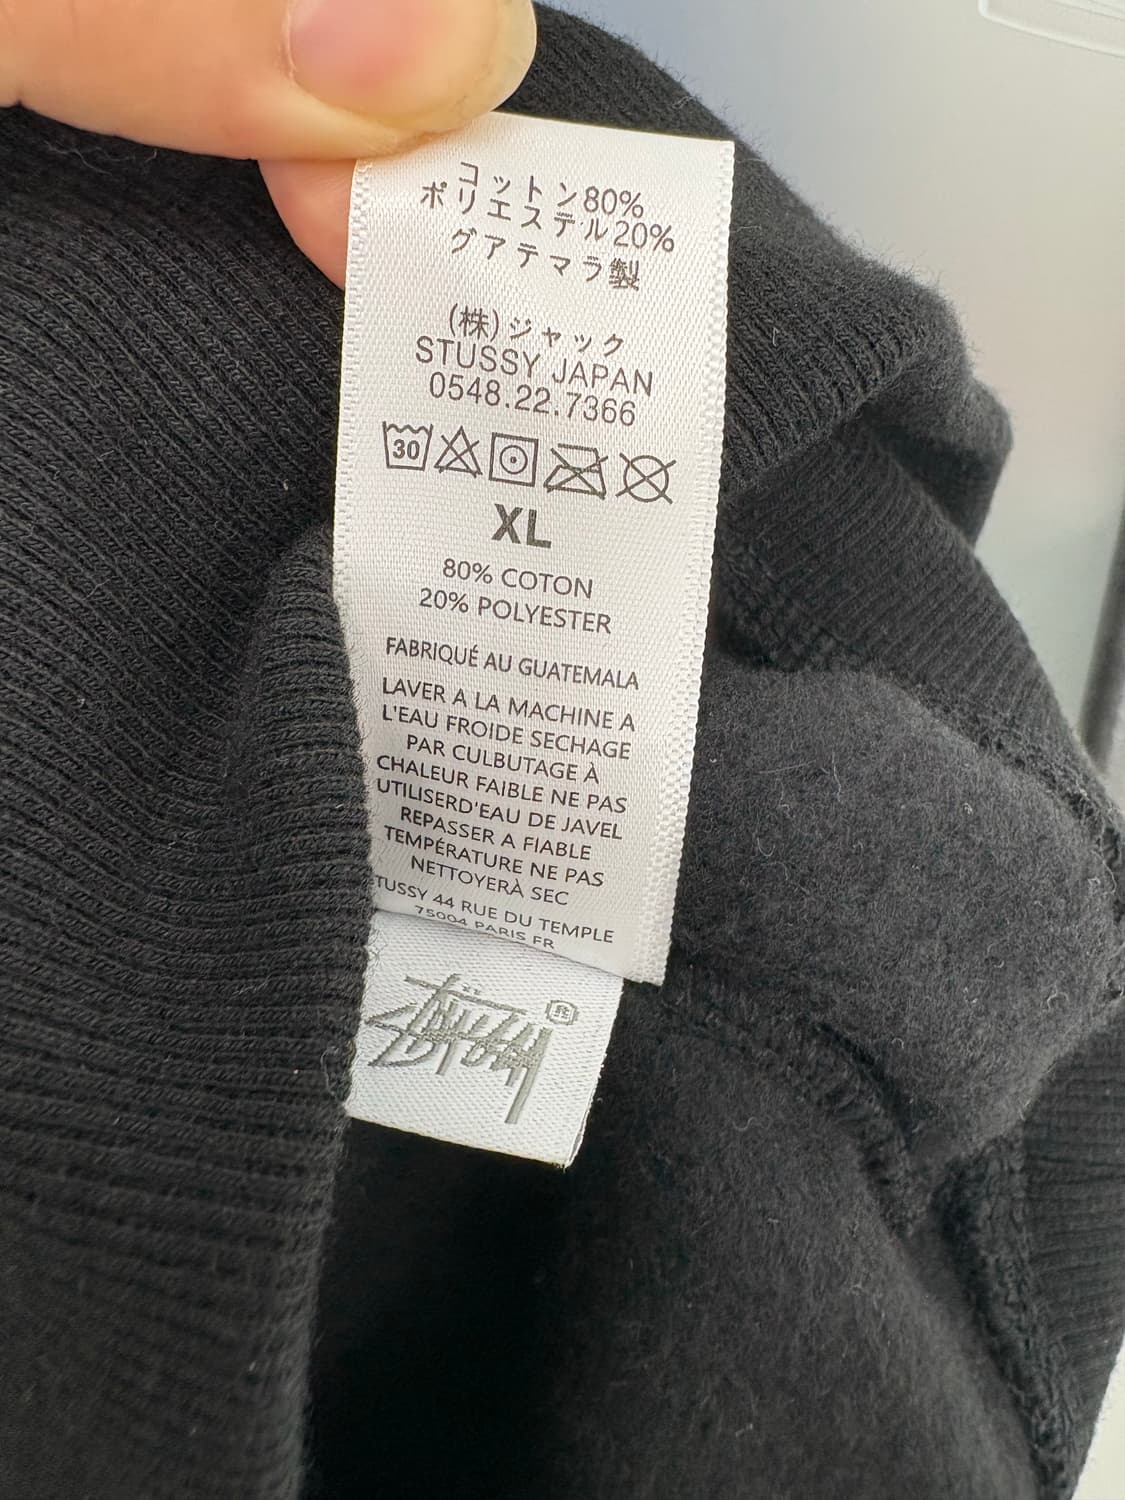 コットン80%
ポリエステル20%
グアテマラ製
(株)ジャック
STUSSY JAPAN
0548.22.7366
30
XL
80% COTON
20% POLYESTER
FABRIQUÉ AU GUATEMALA
LAVER A LA MACHINE A
L'EAU FROIDE SECHAGE
PAR CULBUTAGE À
CHALEUR FAIBLE NE PAS
UTILISERD'EAU DE JAVEL
REPASSER A FIABLE
TEMPÉRATURE NE PAS
NETTOYERÀ SEC
TUSSY 44 RUE DU TEMPLE
75004 PARIS FR
Stüssy ®